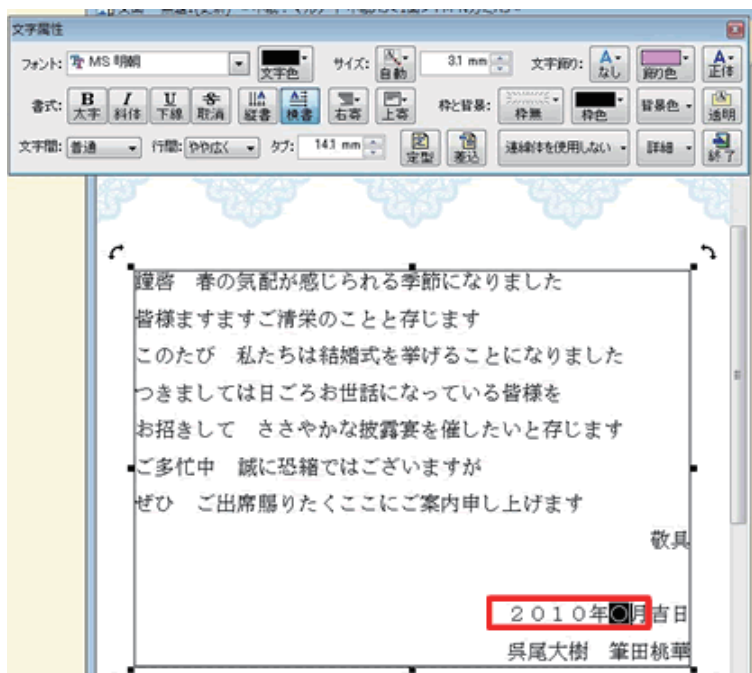 文字属性
フォント: MS 明朝 文字色 サイズ: 自動 3.1 mm 文字飾り: なし 飾り色 正体
書式: B 太字 I 斜体 U 下線 S 取消 縦書 横書 右寄 上寄 枠と背景: 枠無 枠色 背景色 透明
文字間: 普通 行間: やや広く タブ: 14.1 mm 定型 差込 連綿体を使用しない 詳細 終了
謹啓 春の気配が感じられる季節になりました
皆様ますますご清栄のことと存じます
このたび 私たちは結婚式を挙げることになりました
つきましては日ごろお世話になっている皆様を
お招きして ささやかな披露宴を催したいと存じます
ご多忙中 誠に恐縮ではございますが
ぜひ ご出席賜りたくここにご案内申し上げます
敬具
2010年○月吉日
呉尾大樹 筆田桃華